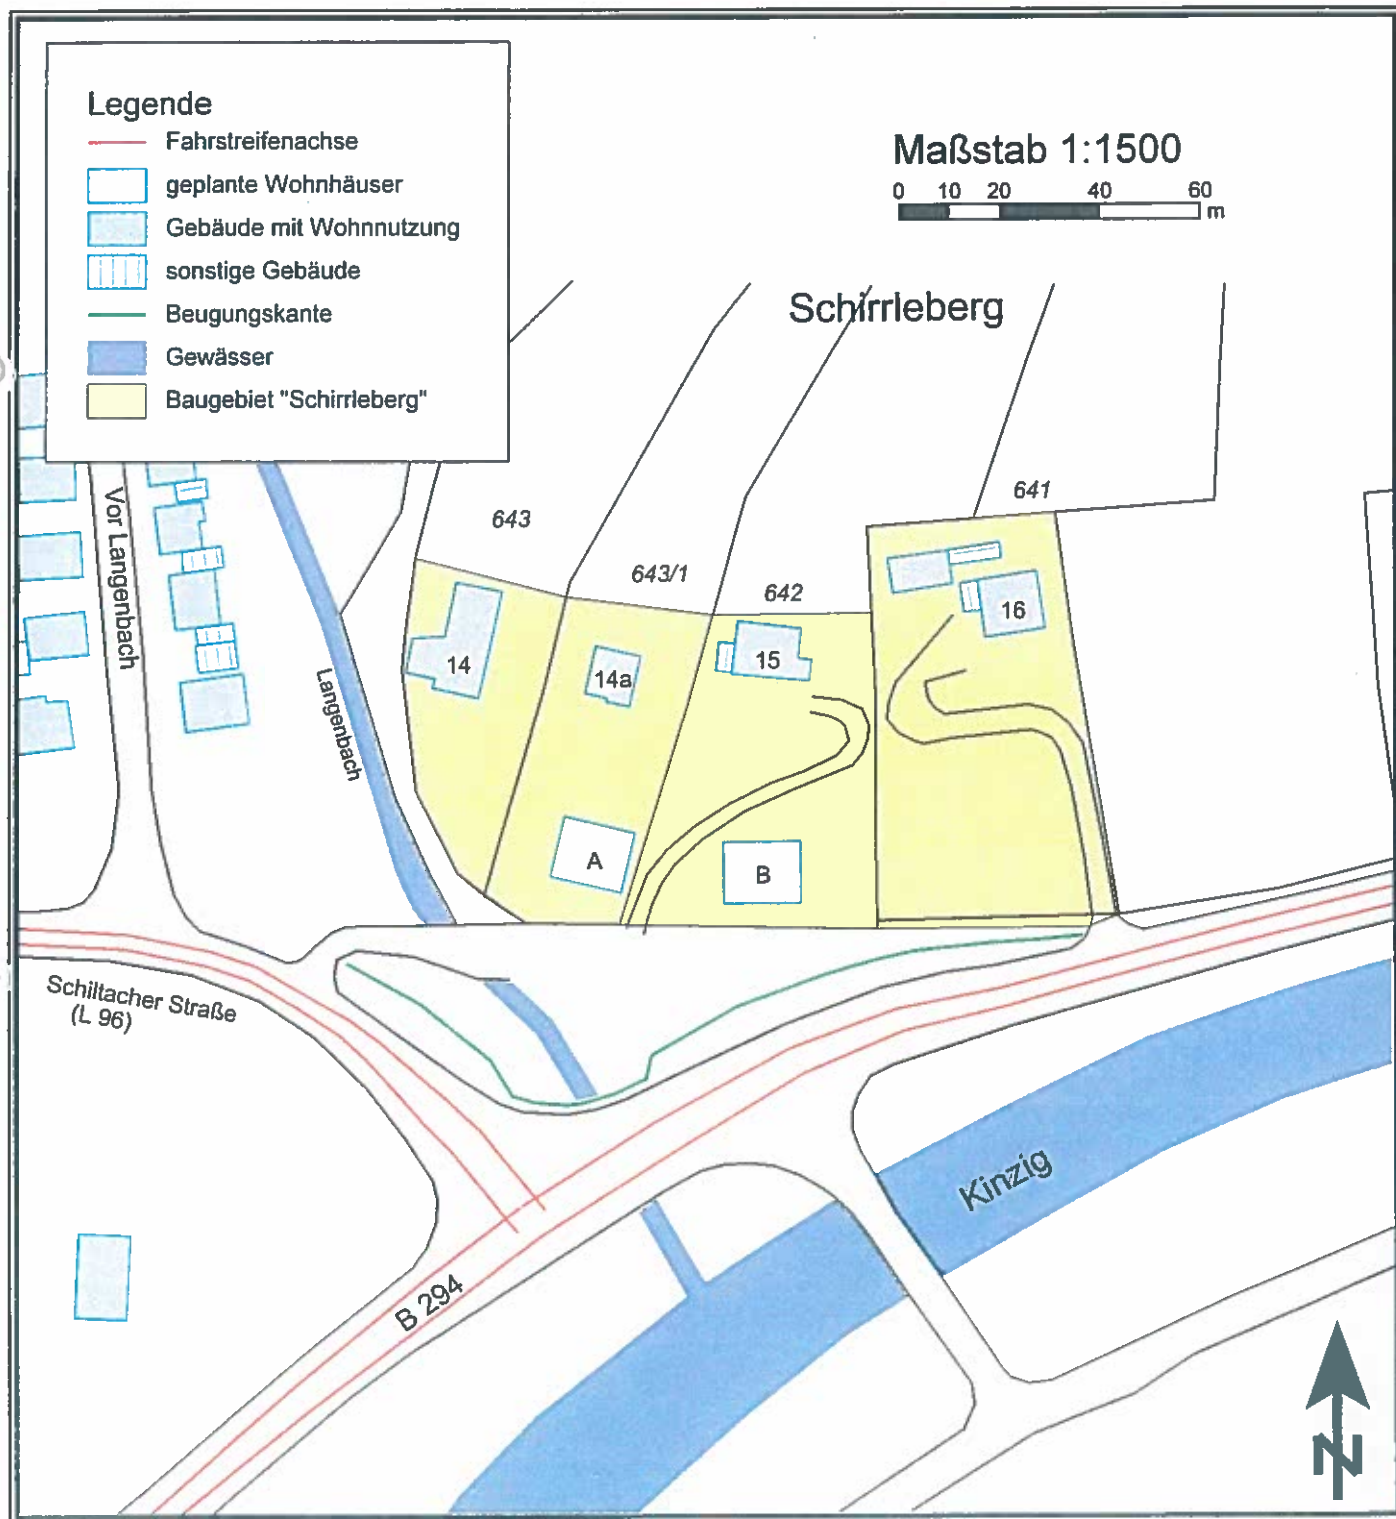 Legende
Fahrstreifenachse
geplante Wohnhäuser
Gebäude mit Wohnnutzung
sonstige Gebäude
Beugungskante
Gewässer
Baugebiet "Schirrleberg"
Maßstab 1:1500
0 10 20 40 60
m
Schirrleberg
641
643
643/1
642
Vor Langenbach
16
14
14a
15
Langenbach
A
B
Schiltacher Straße
(L 96)
Kinzig
B 294
N